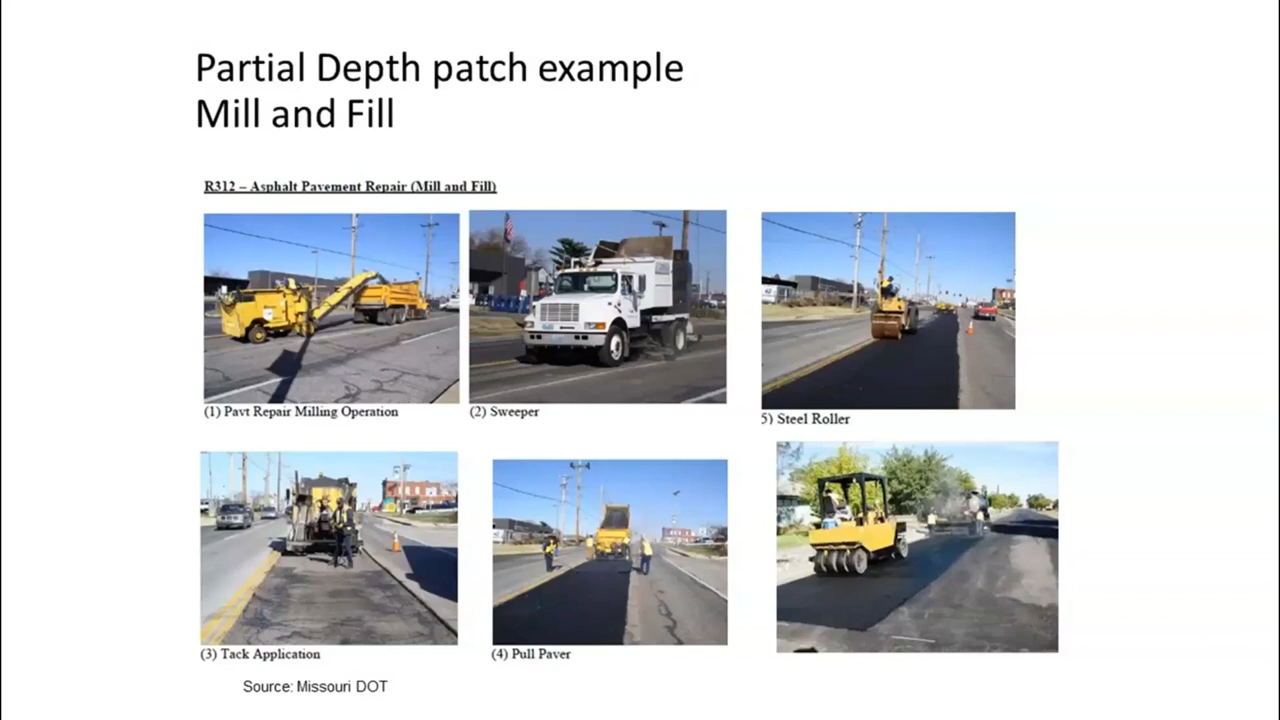 Partial Depth patch example
Mill and Fill
R312 – Asphalt Pavement Repair (Mill and Fill)
(1) Pavt Repair Milling Operation
(2) Sweeper
5) Steel Roller
(3) Tack Application
(4) Pull Paver
Source: Missouri DOT